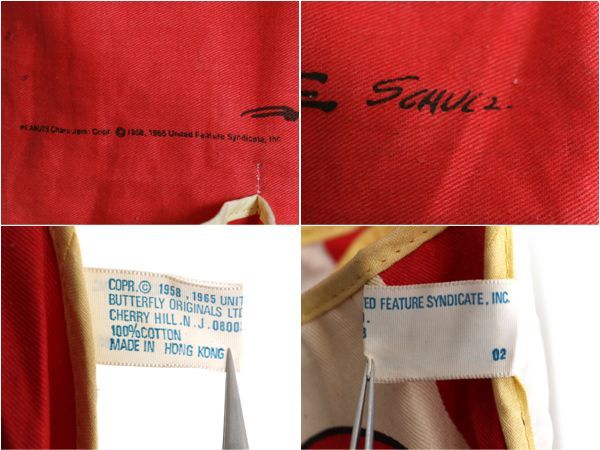 PEANUTS Characters: Copr. © 1958, 1965 United Feature Syndicate, Inc.
SCHULZ.
COPR.© 1958 ,1965 UNIT
BUTTERFLY ORIGINALS LTD
CHERRY HILL.N.J.0800
100%COTTON
MADE IN HONG KONG
ED FEATURE SYNDICATE, INC.
02